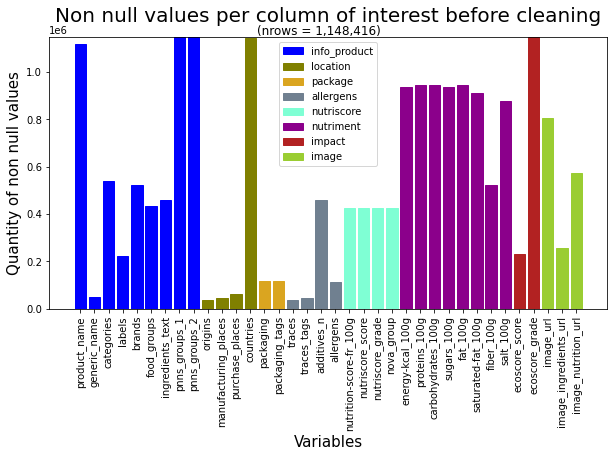 Non null values per column of interest before cleaning
(nrows = 1,148,416)
1e6
Quantity of non null values
1.0
0.8
0.6
0.4
0.2
0.0
info_product
location
package
allergens
nutriscore
nutriment
impact
image
product_name
generic_name
categories
labels
brands
food_groups
ingredients_text
pnns_groups_1
pnns_groups_2
origins
manufacturing_places
purchase_places
countries
packaging
packaging_tags
traces
traces_tags
additives_n
allergens
nutrition-score-fr_100g
nutriscore_score
nutriscore_grade
nova_group
energy-kcal_100g
proteins_100g
carbohydrates_100g
sugars_100g
fat_100g
saturated-fat_100g
fiber_100g
salt_100g
ecoscore_score
ecoscore_grade
image_url
image_ingredients_url
image_nutrition_url
Variables